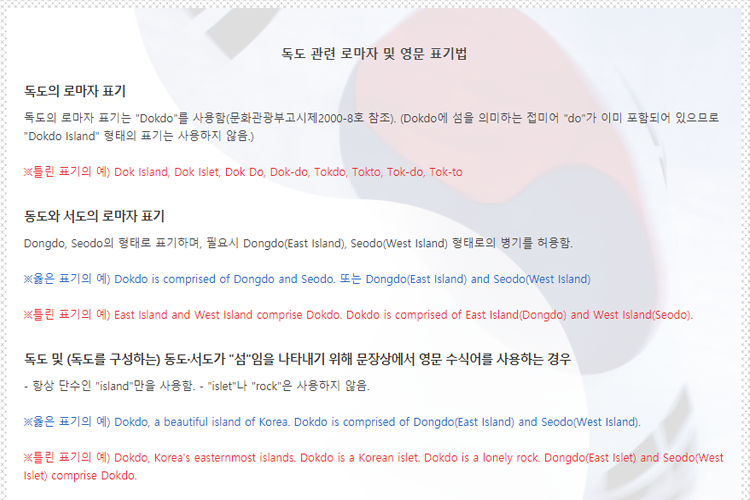 독도 관련 로마자 및 영문 표기법
독도의 로마자 표기
독도의 로마자 표기는 "Dokdo"를 사용함(문화관광부고시제2000-8호 참조). (Dokdo에 섬을 의미하는 접미어 "do"가 이미 포함되어 있으므로
"Dokdo Island" 형태의 표기는 사용하지 않음.)
※틀린 표기의 예) Dok Island, Dok Islet, Dok Do, Dok-do, Tokdo, Tokto, Tok-do, Tok-to
동도와 서도의 로마자 표기
Dongdo, Seodo의 형태로 표기하며, 필요시 Dongdo(East Island), Seodo(West Island) 형태로의 병기를 허용함.
※옳은 표기의 예) Dokdo is comprised of Dongdo and Seodo. 또는 Dongdo(East Island) and Seodo(West Island)
※틀린 표기의 예) East Island and West Island comprise Dokdo. Dokdo is comprised of East Island(Dongdo) and West Island(Seodo).
독도 및 (독도를 구성하는) 동도·서도가 "섬"임을 나타내기 위해 문장상에서 영문 수식어를 사용하는 경우
- 항상 단수인 "island"만을 사용함. - "islet"나 "rock"은 사용하지 않음.
※옳은 표기의 예) Dokdo, a beautiful island of Korea. Dokdo is comprised of Dongdo(East Island) and Seodo(West Island).
※틀린 표기의 예) Dokdo, Korea's easternmost islands. Dokdo is a Korean islet. Dokdo is a lonely rock. Dongdo(East Islet) and Seodo(West
Islet) comprise Dokdo.